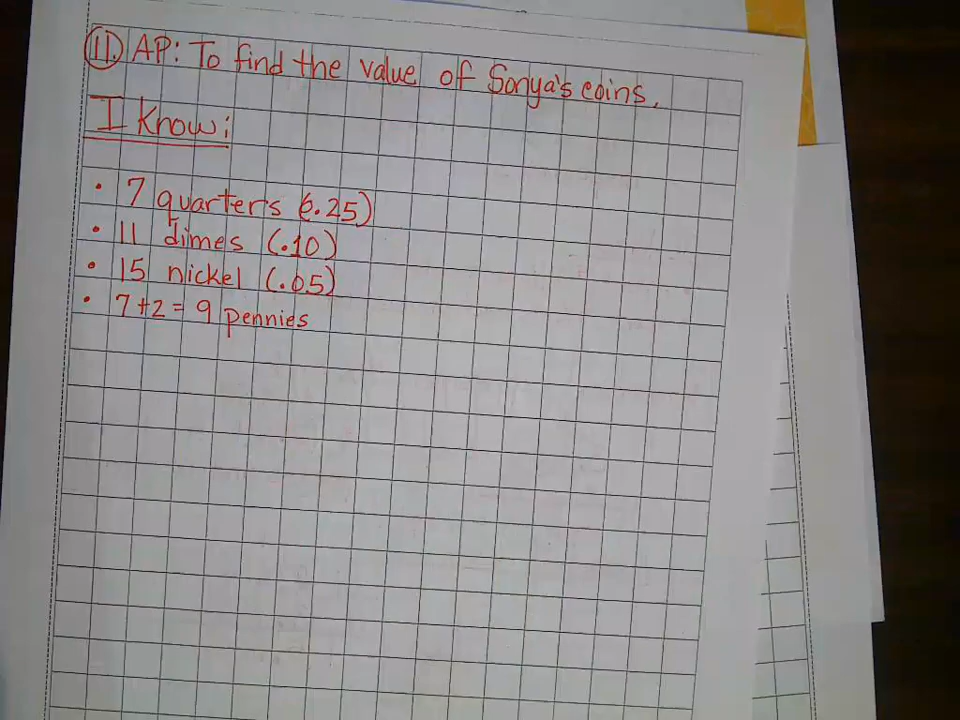 11. AP: To find the value of Sonya's coins.
I Know:
• 7 quarters (.25)
• 11 dimes (.10)
• 15 nickel (.05)
• 7+2=9 pennies